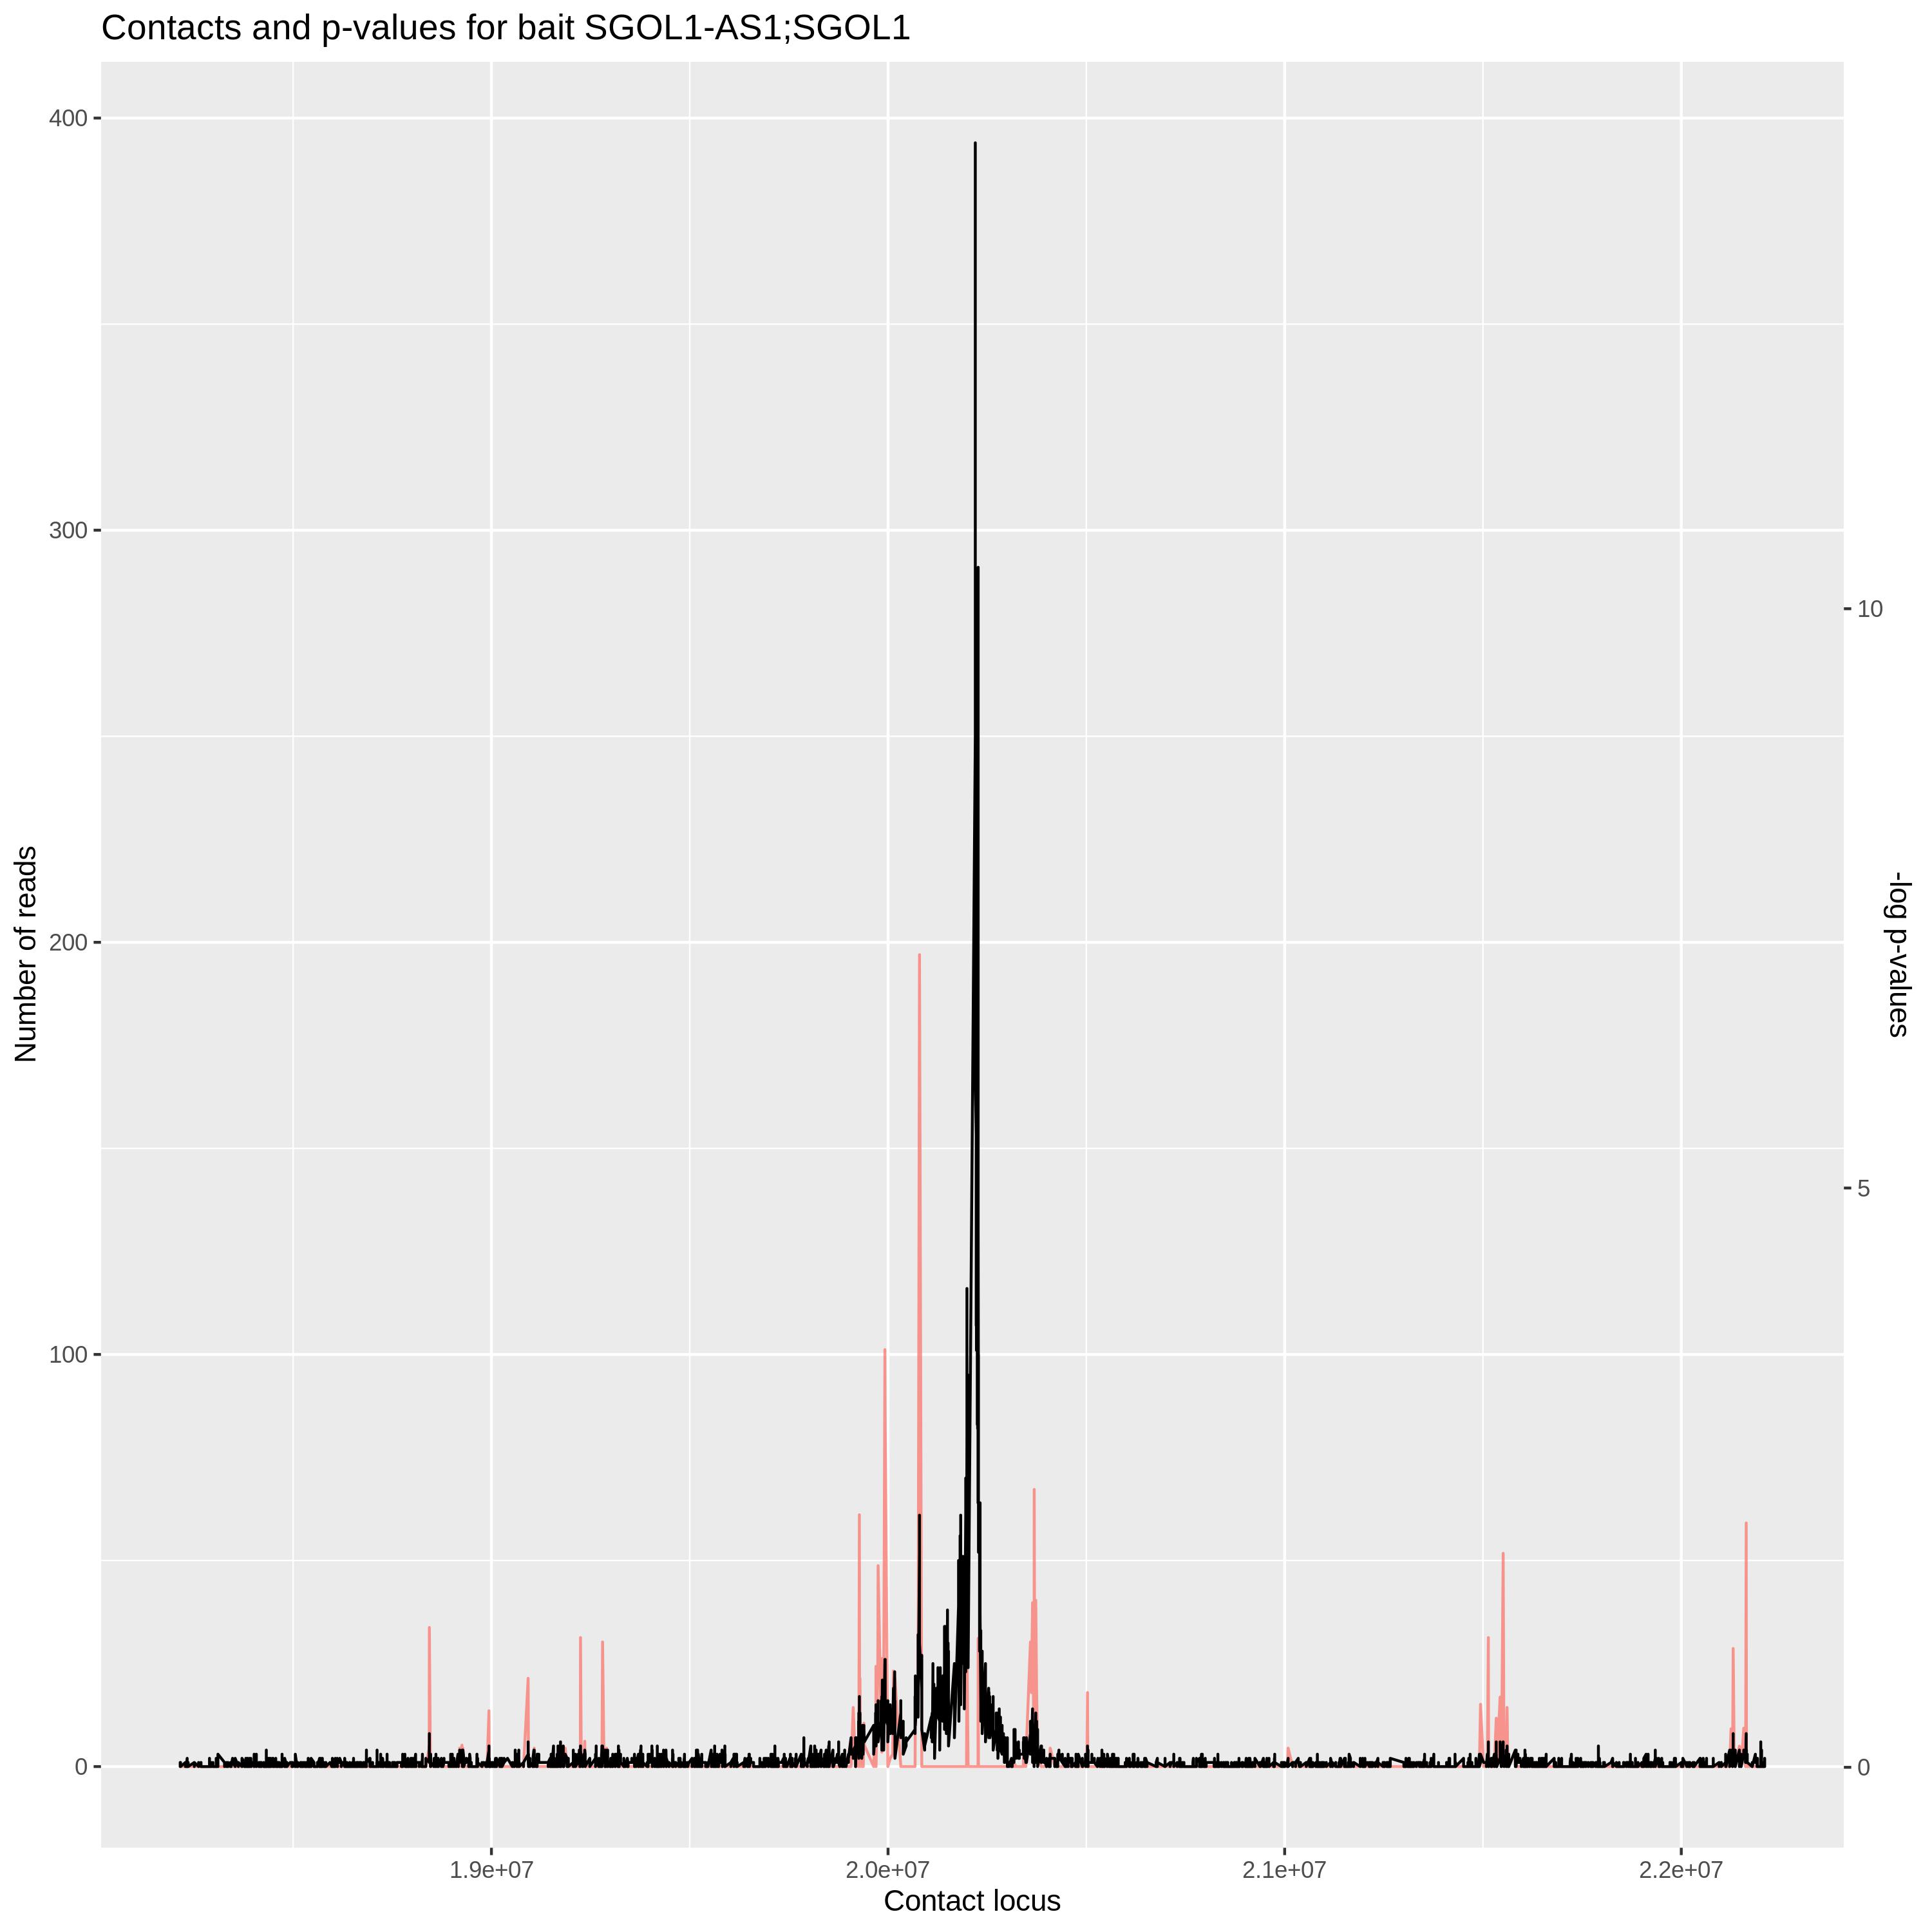 Contacts and p-values for bait SGOL1-AS1;SGOL1
400
300
200
100
0
Number of reads
10
5
0
-log p-values
1.9e+07
2.0e+07
2.1e+07
2.2e+07
Contact locus